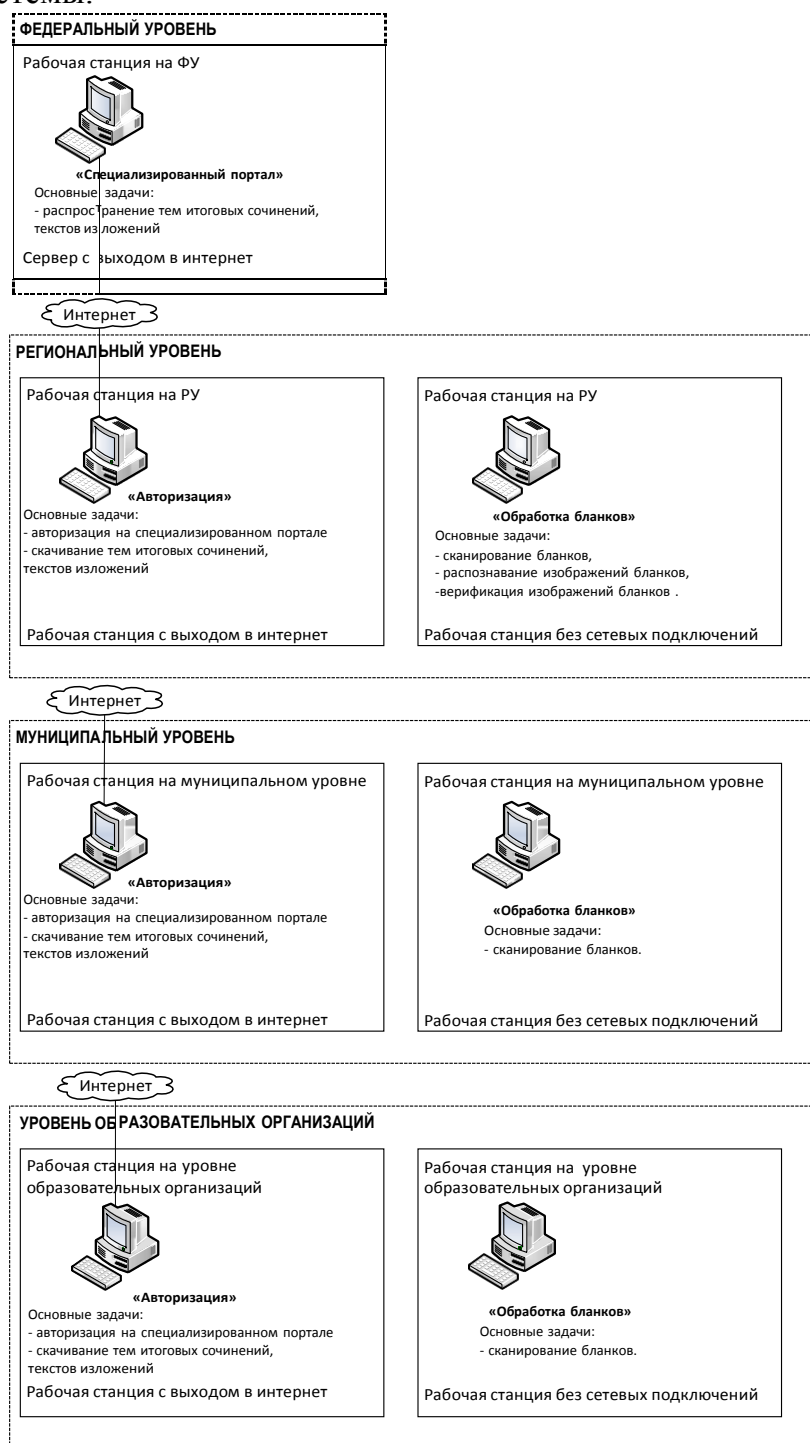 стемы.
ФЕДЕРАЛЬНЫЙ УРОВЕНЬ
Рабочая станция на ФУ
«Специализированный портал»
Основные задачи:
- распространение тем итоговых сочинений,
текстов изложений
Сервер с выходом в интернет
Интернет
РЕГИОНАЛЬНЫЙ УРОВЕНЬ
Рабочая станция на РУ
«Авторизация»
Основные задачи:
- авторизация на специализированном портале
- скачивание тем итоговых сочинений,
текстов изложений
Рабочая станция с выходом в интернет
Рабочая станция на РУ
«Обработка бланков»
Основные задачи:
- сканирование бланков,
- распознавание изображений бланков,
-верификация изображений бланков .
Рабочая станция без сетевых подключений
Интернет
МУНИЦИПАЛЬНЫЙ УРОВЕНЬ
Рабочая станция на муниципальном уровне
«Авторизация»
Основные задачи:
- авторизация на специализированном портале
- скачивание тем итоговых сочинений,
текстов изложений
Рабочая станция с выходом в интернет
Рабочая станция на муниципальном уровне
«Обработка бланков»
Основные задачи:
- сканирование бланков.
Рабочая станция без сетевых подключений
Интернет
УРОВЕНЬ ОБРАЗОВАТЕЛЬНЫХ ОРГАНИЗАЦИЙ
Рабочая станция на уровне
образовательных организаций
«Авторизация»
Основные задачи:
- авторизация на специализированном портале
- скачивание тем итоговых сочинений,
текстов изложений
Рабочая станция с выходом в интернет
Рабочая станция на уровне
образовательных организаций
«Обработка бланков»
Основные задачи:
- сканирование бланков.
Рабочая станция без сетевых подключений